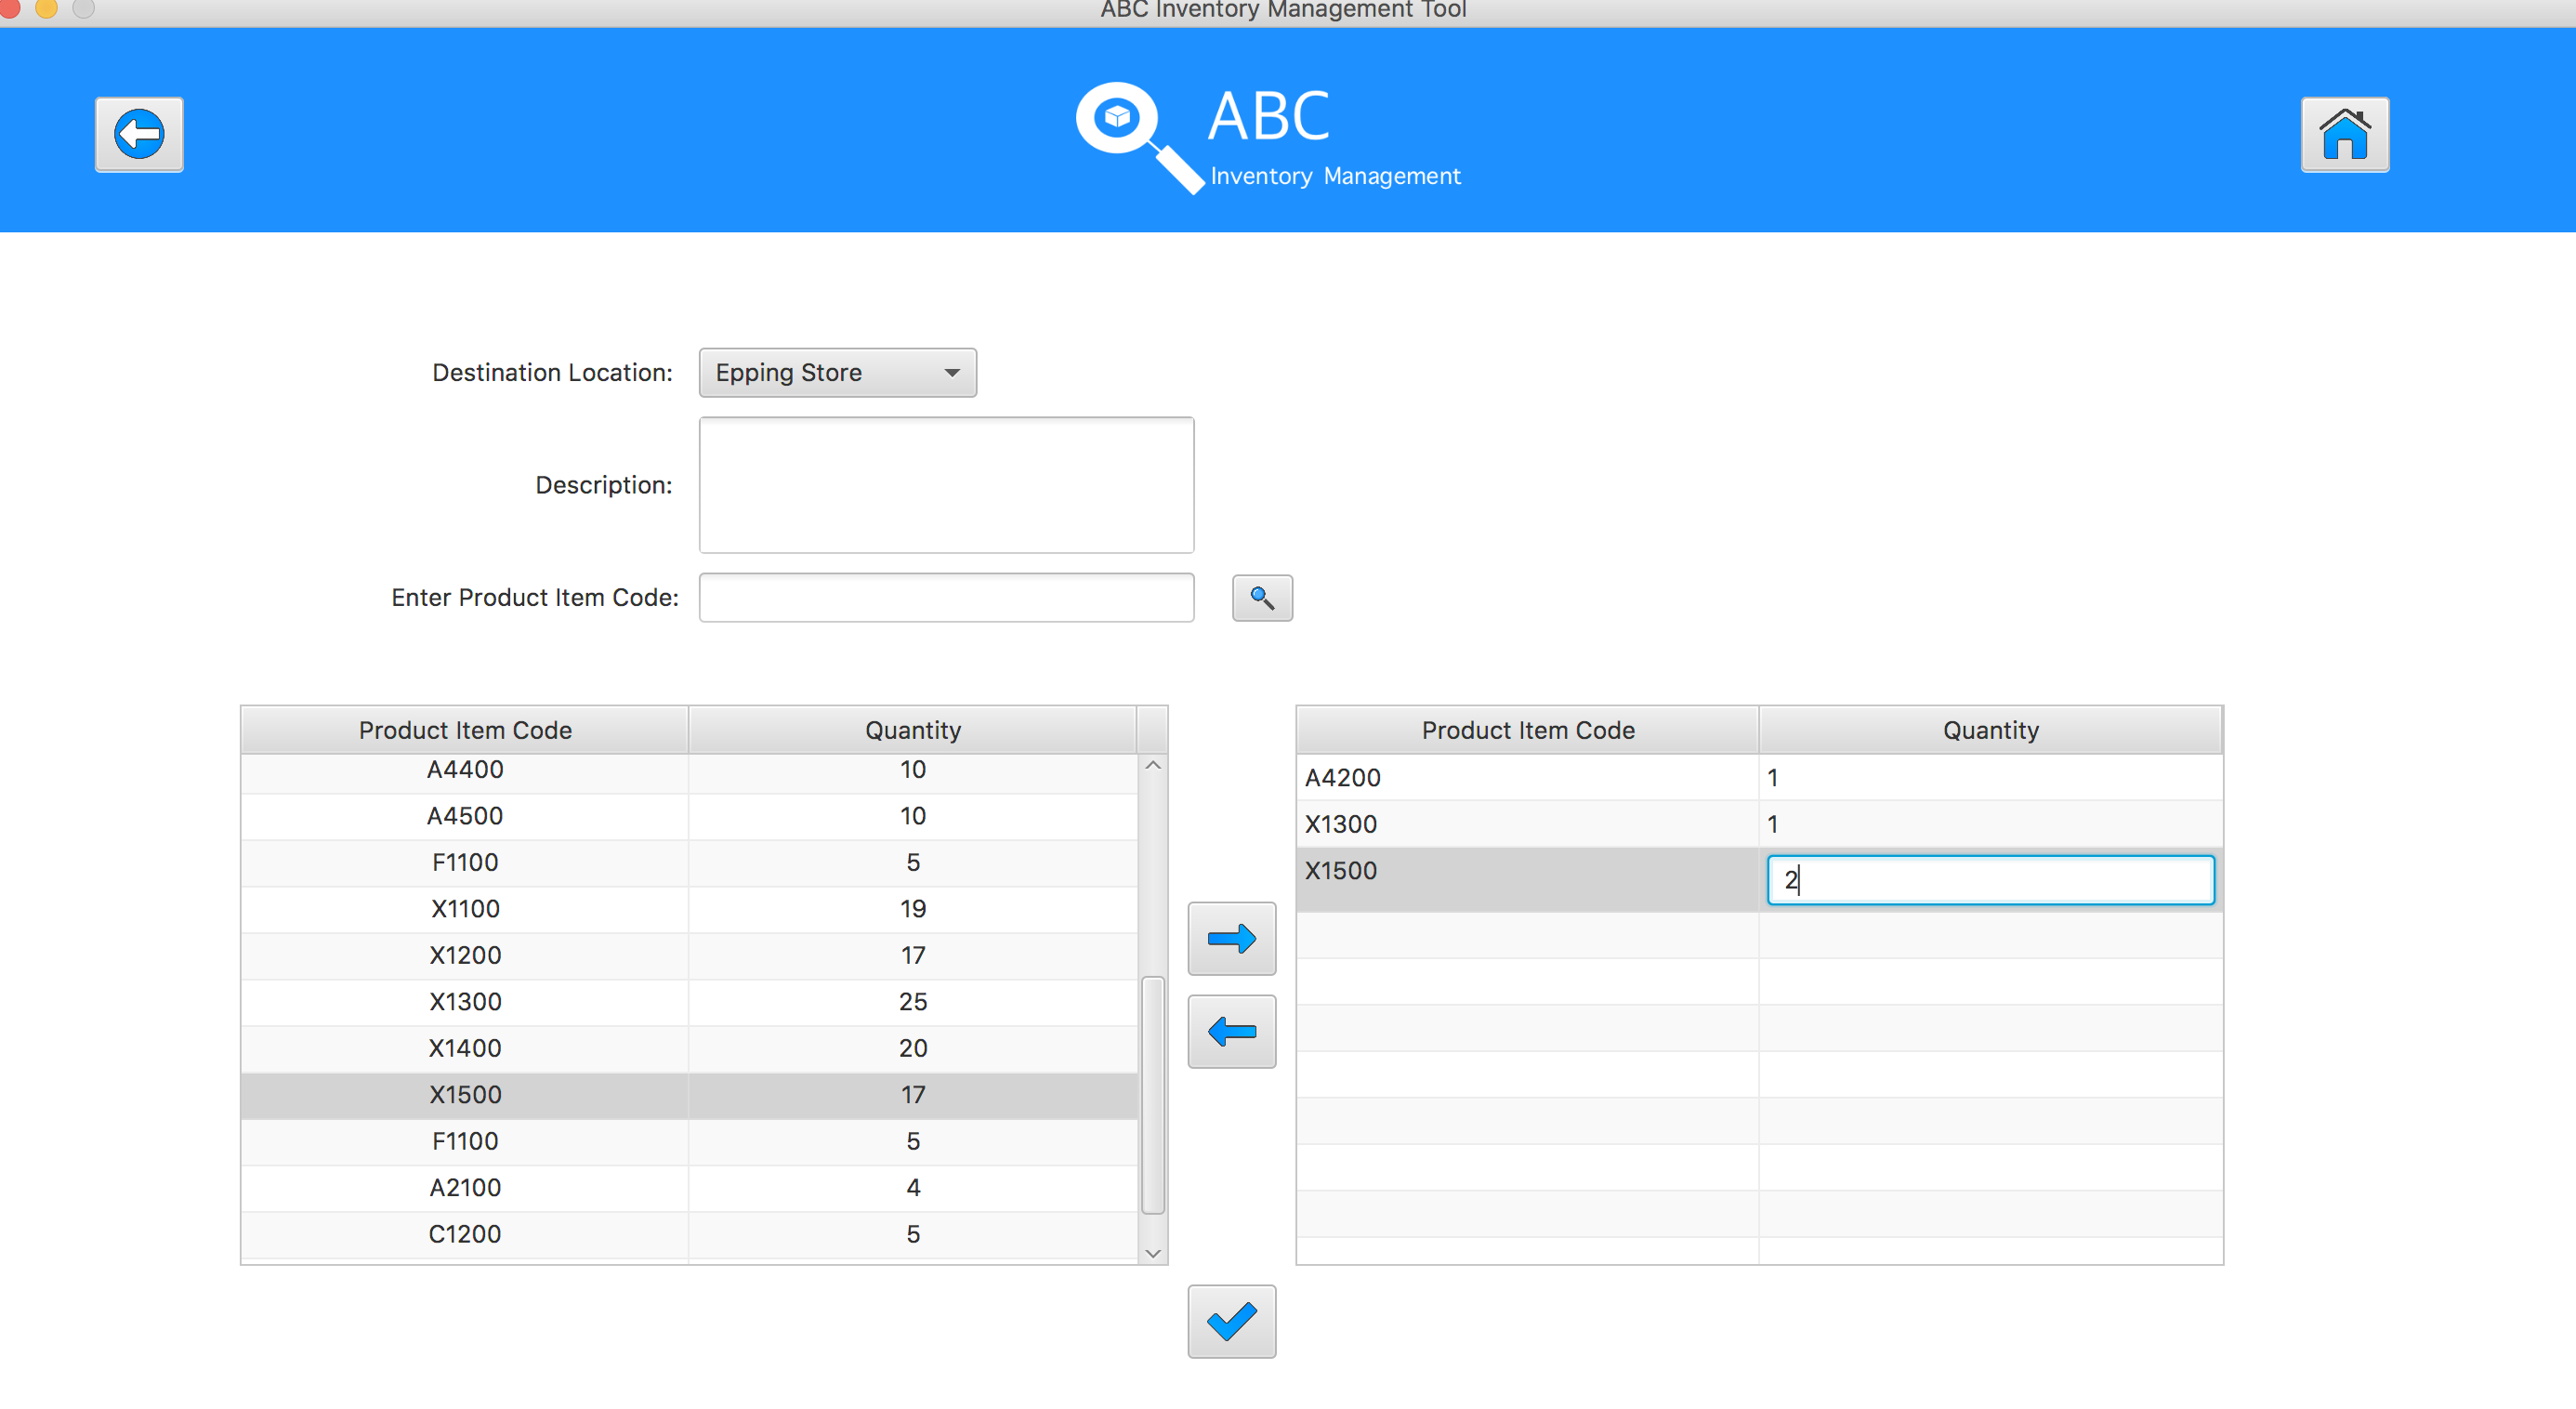 ABC Inventory Management Tool
ABC
Inventory Management
Destination Location: Epping Store
Description:
Enter Product Item Code:
Product Item Code Quantity
A4400 10
A4500 10
F1100 5
X1100 19
X1200 17
X1300 25
X1400 20
X1500 17
F1100 5
A2100 4
C1200 5
Product Item Code Quantity
A4200 1
X1300 1
X1500 2